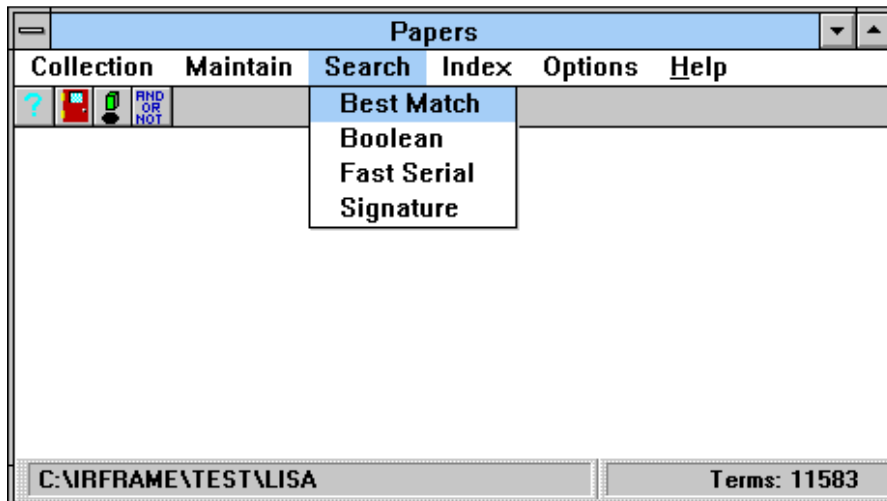 Papers
Collection Maintain Search Index Options Help
? AND OR NOT
Best Match
Boolean
Fast Serial
Signature
C:\IRFRAME\TEST\LISA Terms: 11583